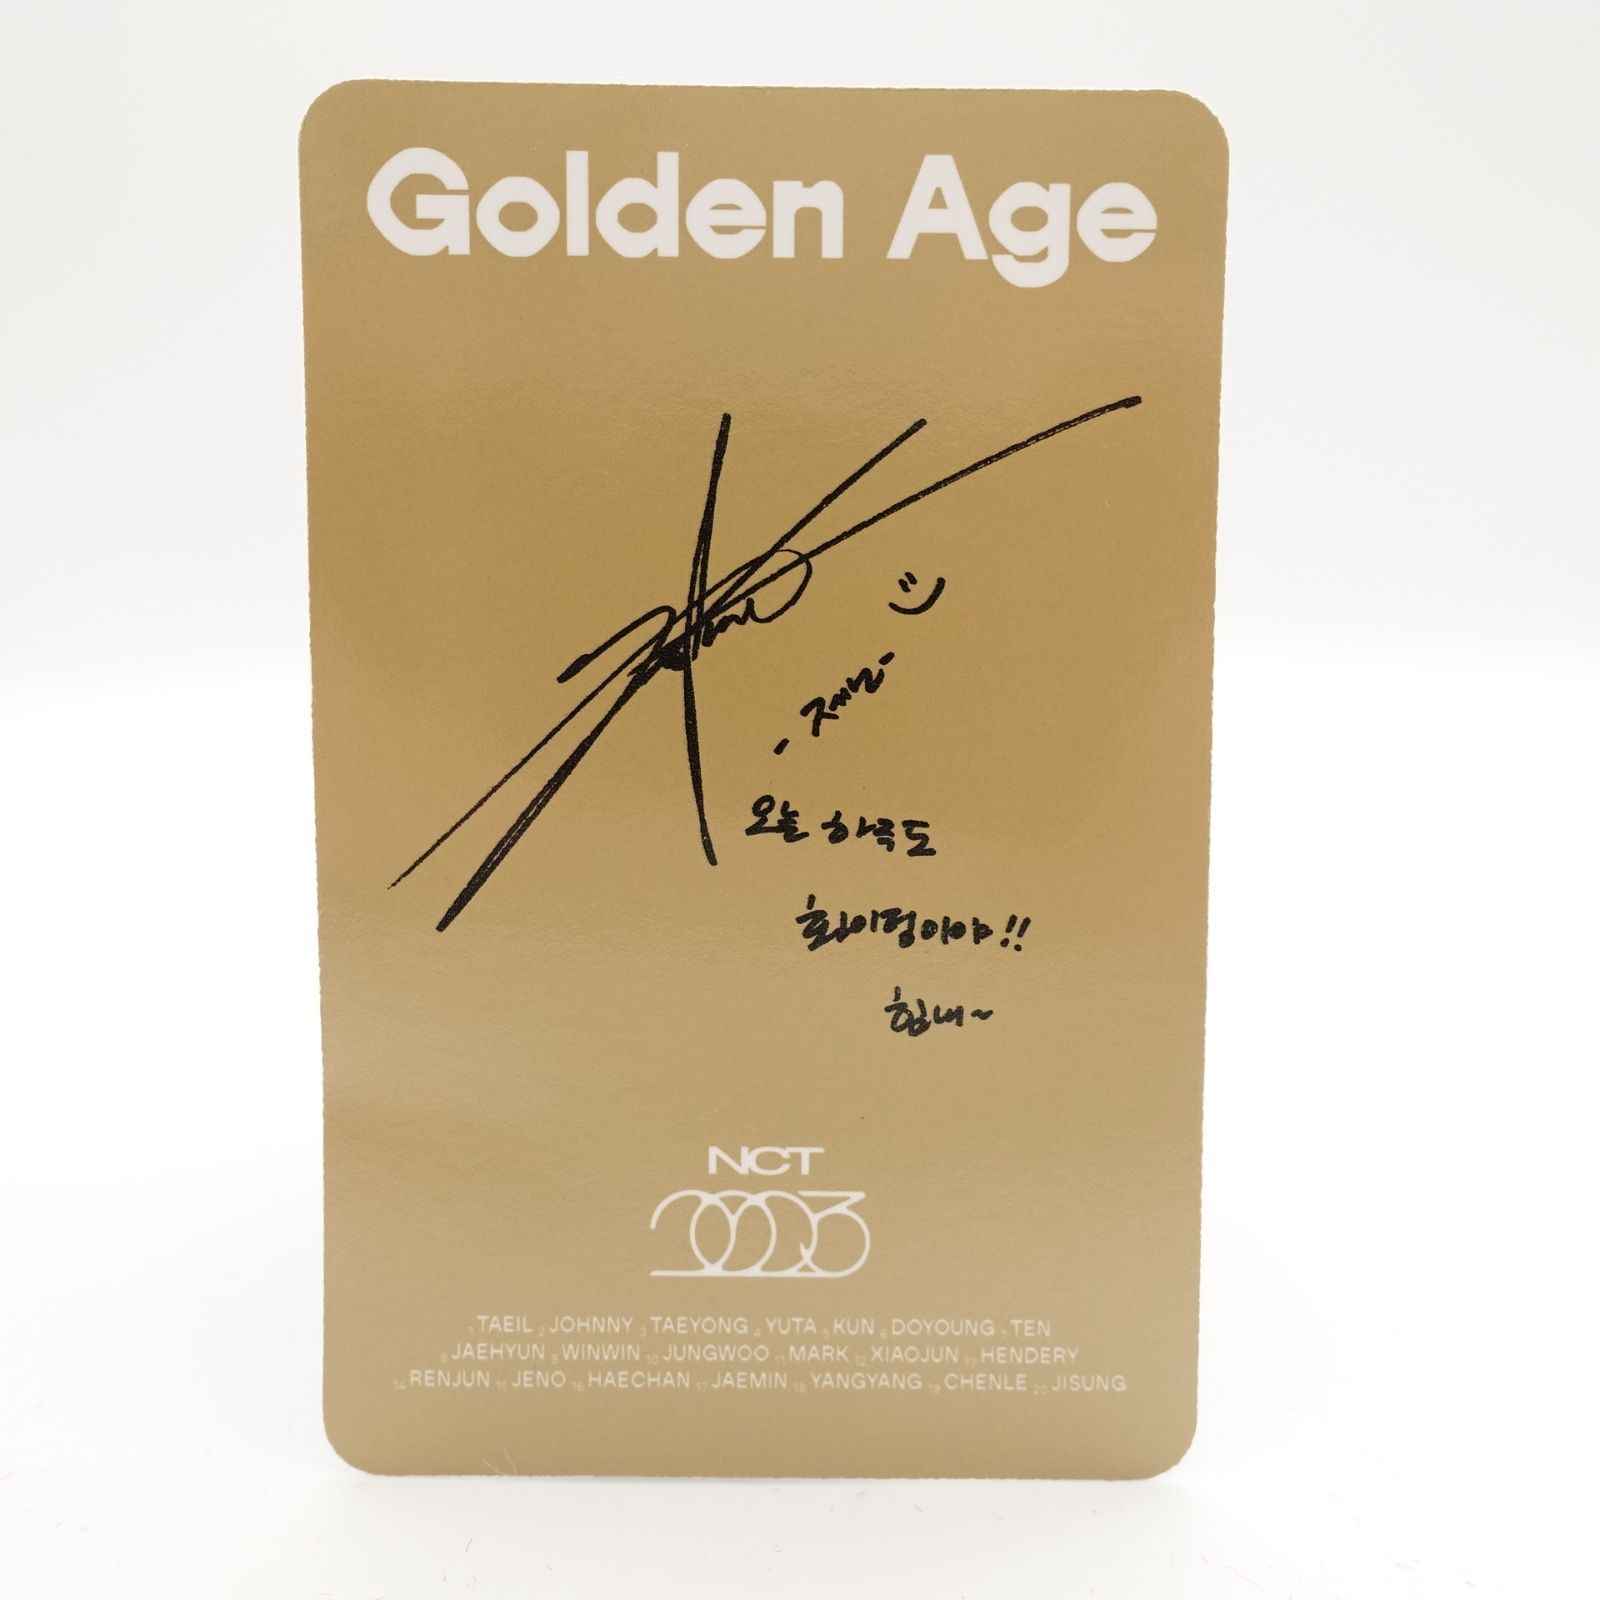 Golden Age
- 재민 -
오늘 하루도
화이팅이야!!
힘내~
NCT
2023
1 TAEIL 2 JOHNNY 3 TAEYONG 4 YUTA 5 KUN 6 DOYOUNG 7 TEN
8 JAEHYUN 9 WINWIN 10 JUNGWOO 11 MARK 12 XIAOJUN 13 HENDERY
14 RENJUN 15 JENO 16 HAECHAN 17 JAEMIN 18 YANGYANG 19 CHENLE 20 JISUNG